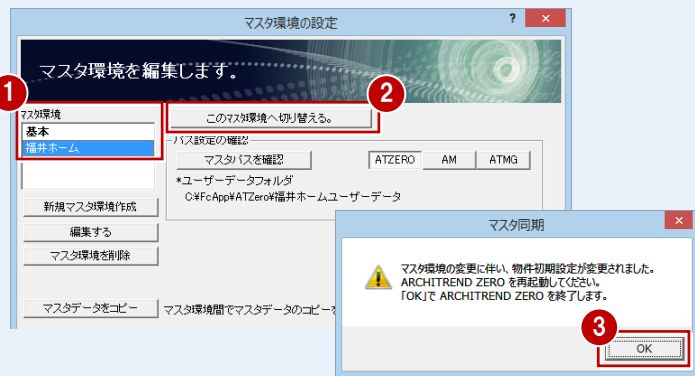 マスタ環境の設定
?
×
マスタ環境を編集します。
1
2
マスタ環境
基本
福井ホーム
このマスタ環境へ切り替える。
パス設定の確認
マスタパスを確認
ATZERO
AM
ATMG
*ユーザーデータフォルダ
C:¥FcApp¥ATZero¥福井ホームユーザーデータ
新規マスタ環境作成
編集する
マスタ環境を削除
マスタデータをコピー
マスタ環境間でマスタデータのコピーを
マスタ同期
×
マスタ環境の変更に伴い、物件初期設定が変更されました。
ARCHITREND ZERO を再起動してください。
「OK」で ARCHITREND ZERO を終了します。
3
OK